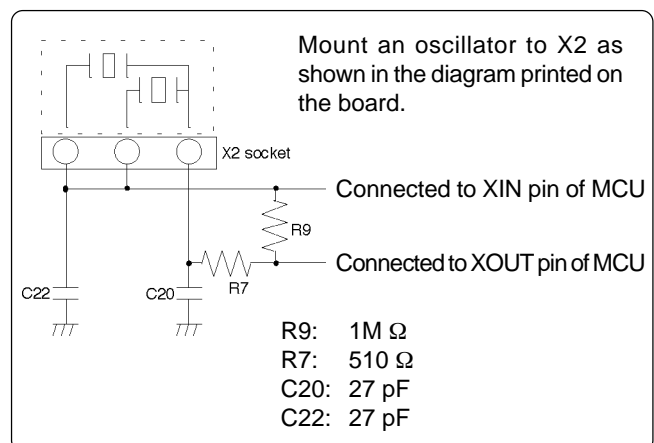 Mount an oscillator to X2 as
shown in the diagram printed on
the board.
X2 socket
Connected to XIN pin of MCU
R9
Connected to XOUT pin of MCU
R7
C22
C20
R9: 1M Ω
R7: 510 Ω
C20: 27 pF
C22: 27 pF